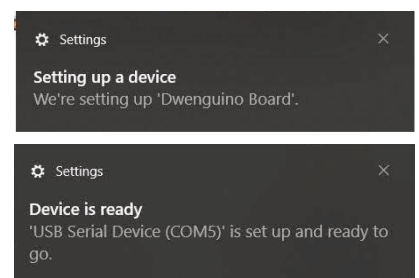 Settings
Setting up a device
We're setting up 'Dwenguino Board'.
Settings
Device is ready
'USB Serial Device (COM5)' is set up and ready to
go.